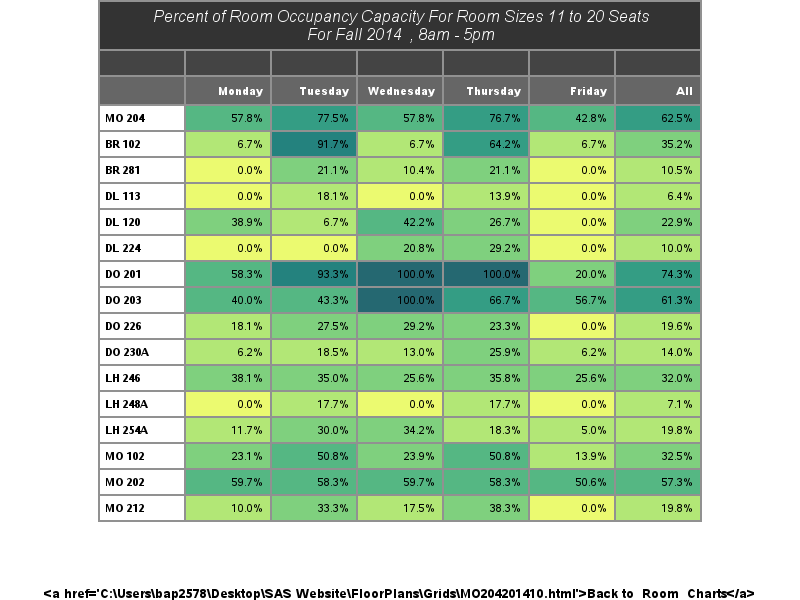 Percent of Room Occupancy Capacity For Room Sizes 11 to 20 Seats
For Fall 2014 , 8am - 5pm
Monday Tuesday Wednesday Thursday Friday All
MO 204 57.8% 77.5% 57.8% 76.7% 42.8% 62.5%
BR 102 6.7% 91.7% 6.7% 64.2% 6.7% 35.2%
BR 281 0.0% 21.1% 10.4% 21.1% 0.0% 10.5%
DL 113 0.0% 18.1% 0.0% 13.9% 0.0% 6.4%
DL 120 38.9% 6.7% 42.2% 26.7% 0.0% 22.9%
DL 224 0.0% 0.0% 20.8% 29.2% 0.0% 10.0%
DO 201 58.3% 93.3% 100.0% 100.0% 20.0% 74.3%
DO 203 40.0% 43.3% 100.0% 66.7% 56.7% 61.3%
DO 226 18.1% 27.5% 29.2% 23.3% 0.0% 19.6%
DO 230A 6.2% 18.5% 13.0% 25.9% 6.2% 14.0%
LH 246 38.1% 35.0% 25.6% 35.8% 25.6% 32.0%
LH 248A 0.0% 17.7% 0.0% 17.7% 0.0% 7.1%
LH 254A 11.7% 30.0% 34.2% 18.3% 5.0% 19.8%
MO 102 23.1% 50.8% 23.9% 50.8% 13.9% 32.5%
MO 202 59.7% 58.3% 59.7% 58.3% 50.6% 57.3%
MO 212 10.0% 33.3% 17.5% 38.3% 0.0% 19.8%
<a href='C:\Users\bap2578\Desktop\SAS Website\FloorPlans\Grids\MO204201410.html'>Back to Room Charts</a>